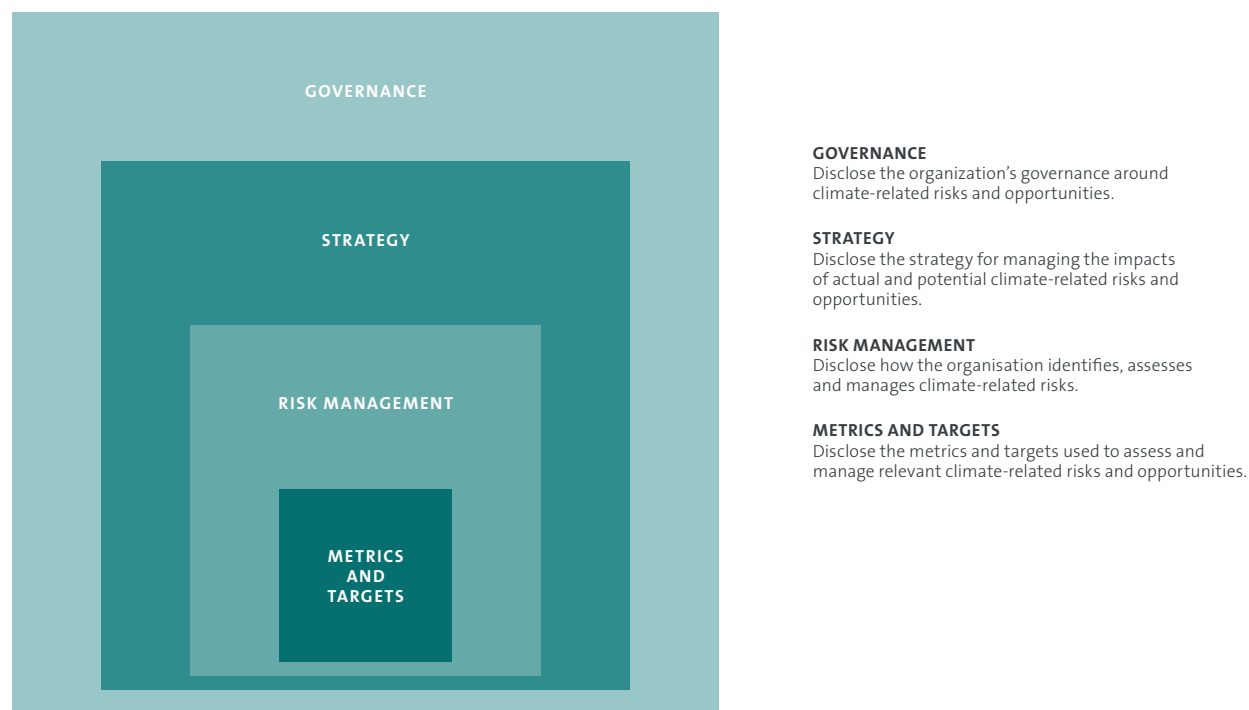 GOVERNANCE
STRATEGY
RISK MANAGEMENT
METRICS
AND
TARGETS
GOVERNANCE
Disclose the organization’s governance around
climate-related risks and opportunities.
STRATEGY
Disclose the strategy for managing the impacts
of actual and potential climate-related risks and
opportunities.
RISK MANAGEMENT
Disclose how the organisation identifies, assesses
and manages climate-related risks.
METRICS AND TARGETS
Disclose the metrics and targets used to assess and
manage relevant climate-related risks and opportunities.